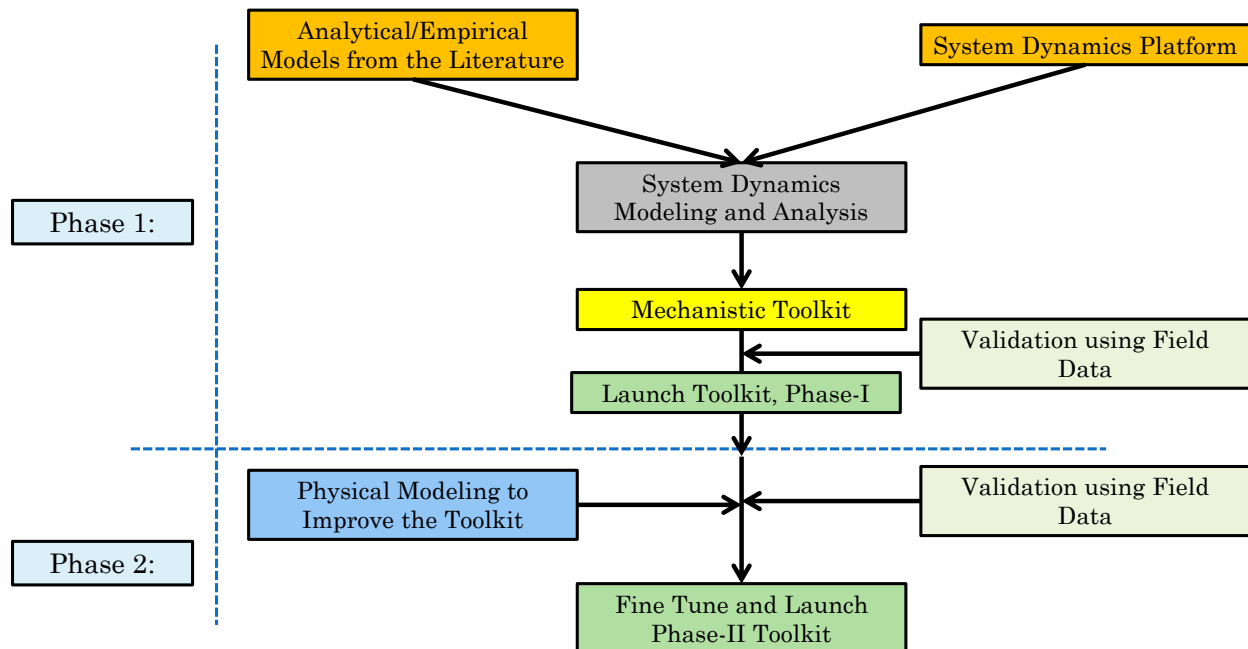 Analytical/Empirical
Models from the Literature
System Dynamics Platform
System Dynamics
Modeling and Analysis
Phase 1:
Mechanistic Toolkit
Validation using Field
Data
Launch Toolkit, Phase-I
Physical Modeling to
Improve the Toolkit
Validation using Field
Data
Phase 2:
Fine Tune and Launch
Phase-II Toolkit